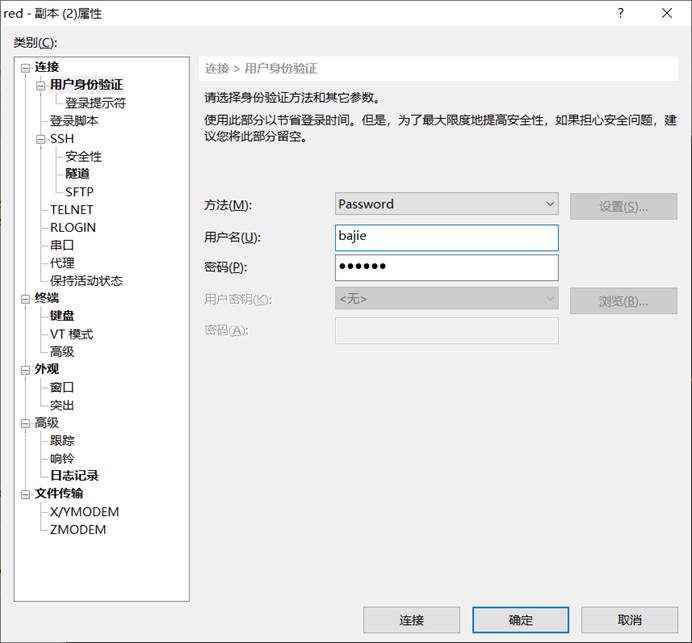 red - 副本 (2)属性
?
类别(C):
连接
用户身份验证
登录提示符
登录脚本
SSH
安全性
隧道
SFTP
TELNET
RLOGIN
串口
代理
保持活动状态
终端
键盘
VT 模式
高级
外观
窗口
突出
高级
跟踪
响铃
日志记录
文件传输
X/YMODEM
ZMODEM
连接 > 用户身份验证
请选择身份验证方法和其它参数。
使用此部分以节省登录时间。但是，为了最大限度地提高安全性，如果担心安全问题，建
议您将此部分留空。
方法(M):
Password
设置(S)...
用户名(U):
bajie
密码(P):
●●●●●●
用户密钥(K):
<无>
浏览(B)...
密码(A):
连接
确定
取消